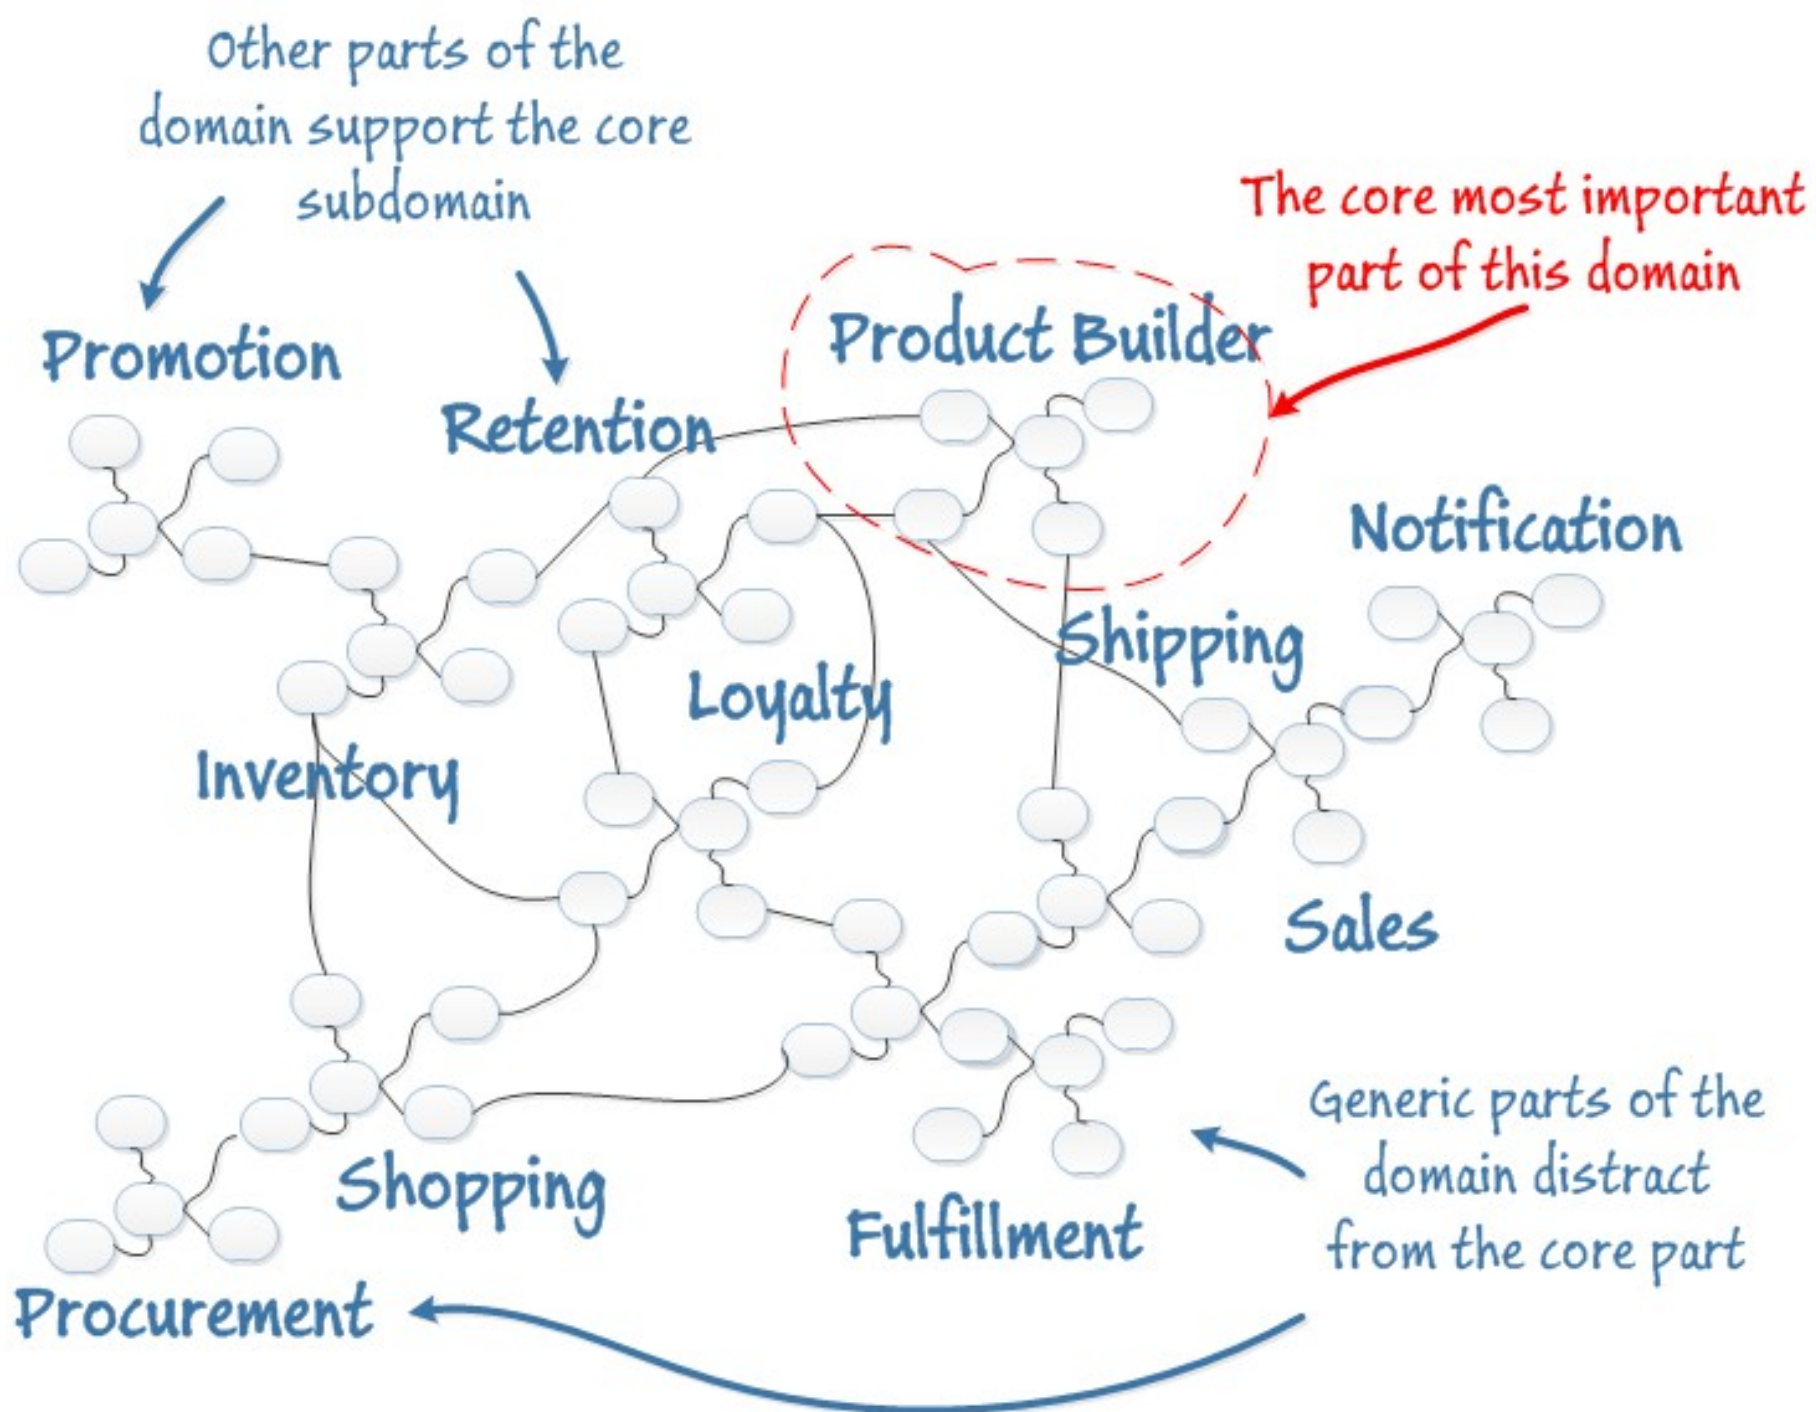 Other parts of the
domain support the core
subdomain
The core most important
part of this domain
Product Builder
Promotion
Retention
Notification
Shipping
Loyalty
Inventory
Sales
Generic parts of the
domain distract
from the core part
Shopping
Fulfillment
Procurement